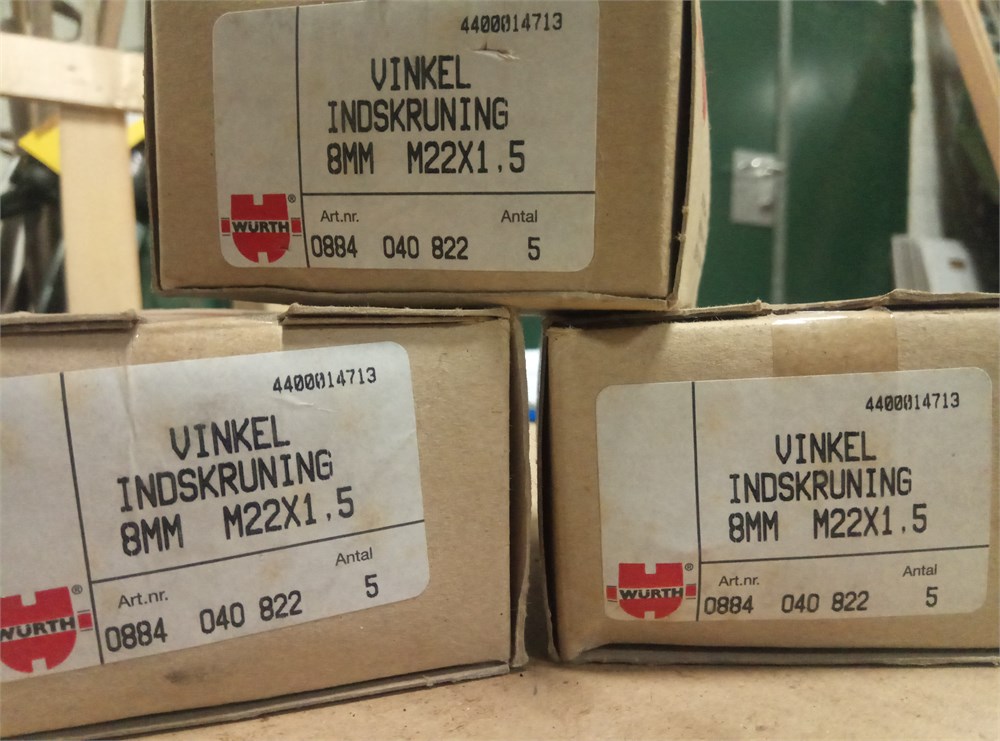 4400014713
VINKEL
INDSKRUNING
8MM M22X1.5
WURTH®
Art.nr. Antal
0884 040 822 5
4400014713
VINKEL
INDSKRUNING
8MM M22X1.5
WURTH®
Art.nr. Antal
0884 040 822 5
4400014713
VINKEL
INDSKRUNING
8MM M22X1.5
WURTH®
Art.nr. Antal
0884 040 822 5